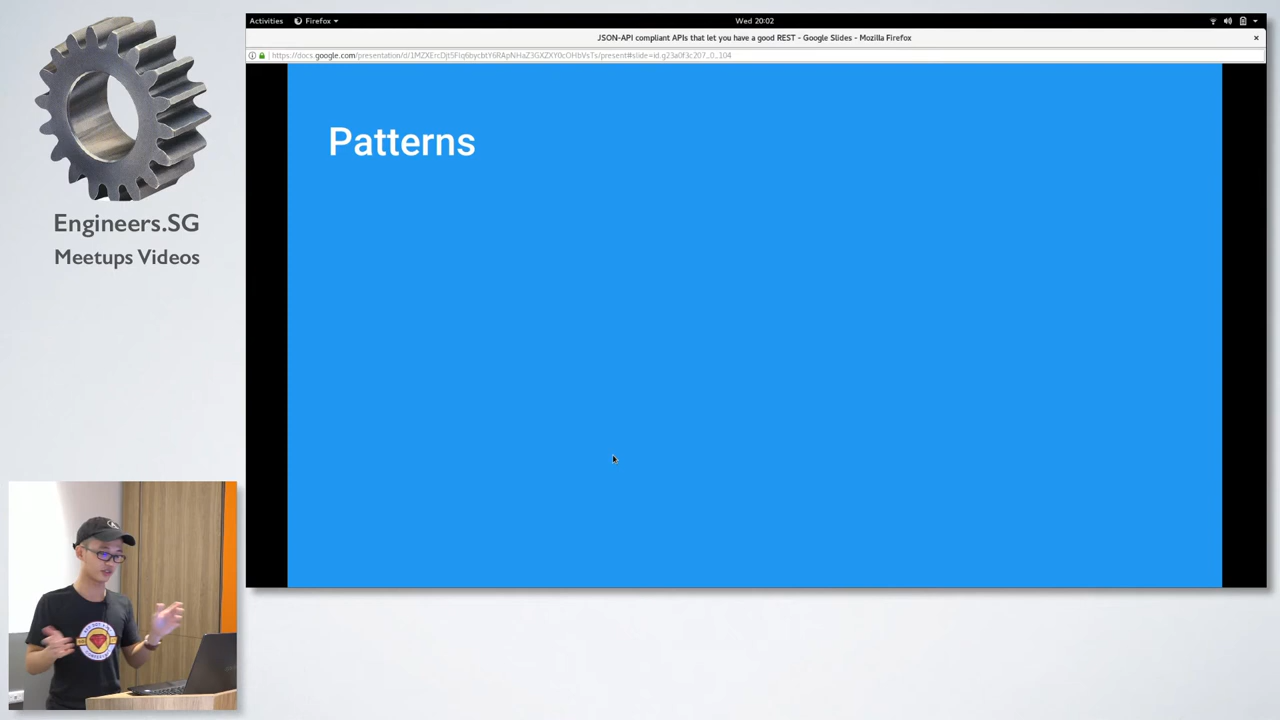 Activities
Firefox
Wed 20:02
JSON-API compliant APIs that let you have a good REST - Google Slides - Mozilla Firefox
Patterns
Engineers.SG
Meetups Videos